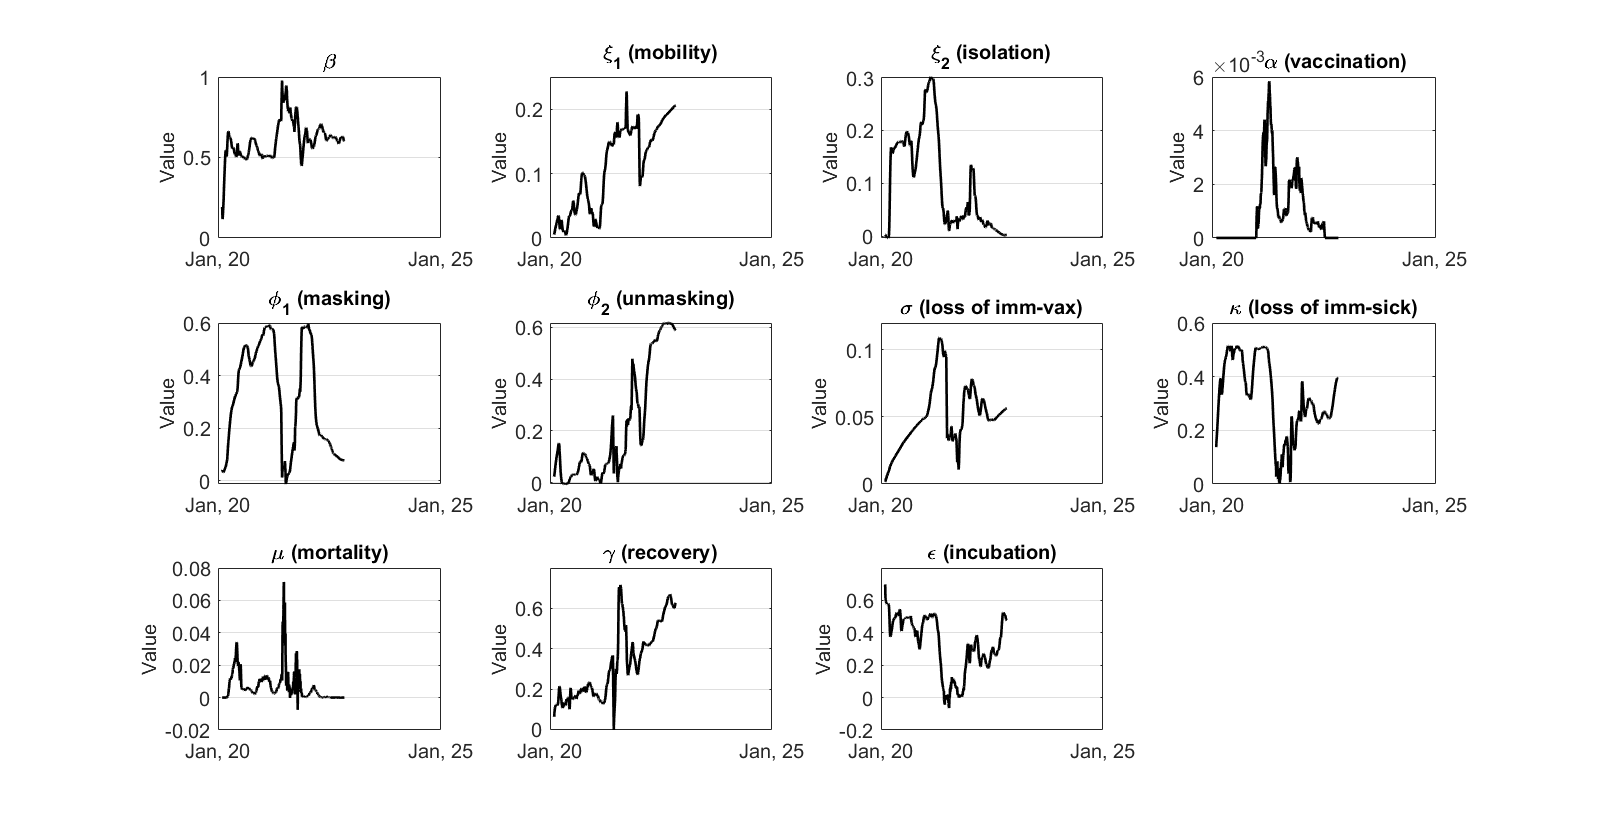 β
Value
1
0.5
0
Jan, 20
Jan, 25
ξ1 (mobility)
Value
0.2
0.1
0
Jan, 20
Jan, 25
ξ2 (isolation)
Value
0.3
0.2
0.1
0
Jan, 20
Jan, 25
×10-3 α (vaccination)
Value
6
4
2
0
Jan, 20
Jan, 25
ϕ1 (masking)
Value
0.6
0.4
0.2
0
Jan, 20
Jan, 25
ϕ2 (unmasking)
Value
0.6
0.4
0.2
0
Jan, 20
Jan, 25
σ (loss of imm-vax)
Value
0.1
0.05
0
Jan, 20
Jan, 25
κ (loss of imm-sick)
Value
0.6
0.4
0.2
0
Jan, 20
Jan, 25
μ (mortality)
Value
0.08
0.06
0.04
0.02
0
-0.02
Jan, 20
Jan, 25
γ (recovery)
Value
0.6
0.4
0.2
0
Jan, 20
Jan, 25
ϵ (incubation)
Value
0.6
0.4
0.2
0
-0.2
Jan, 20
Jan, 25